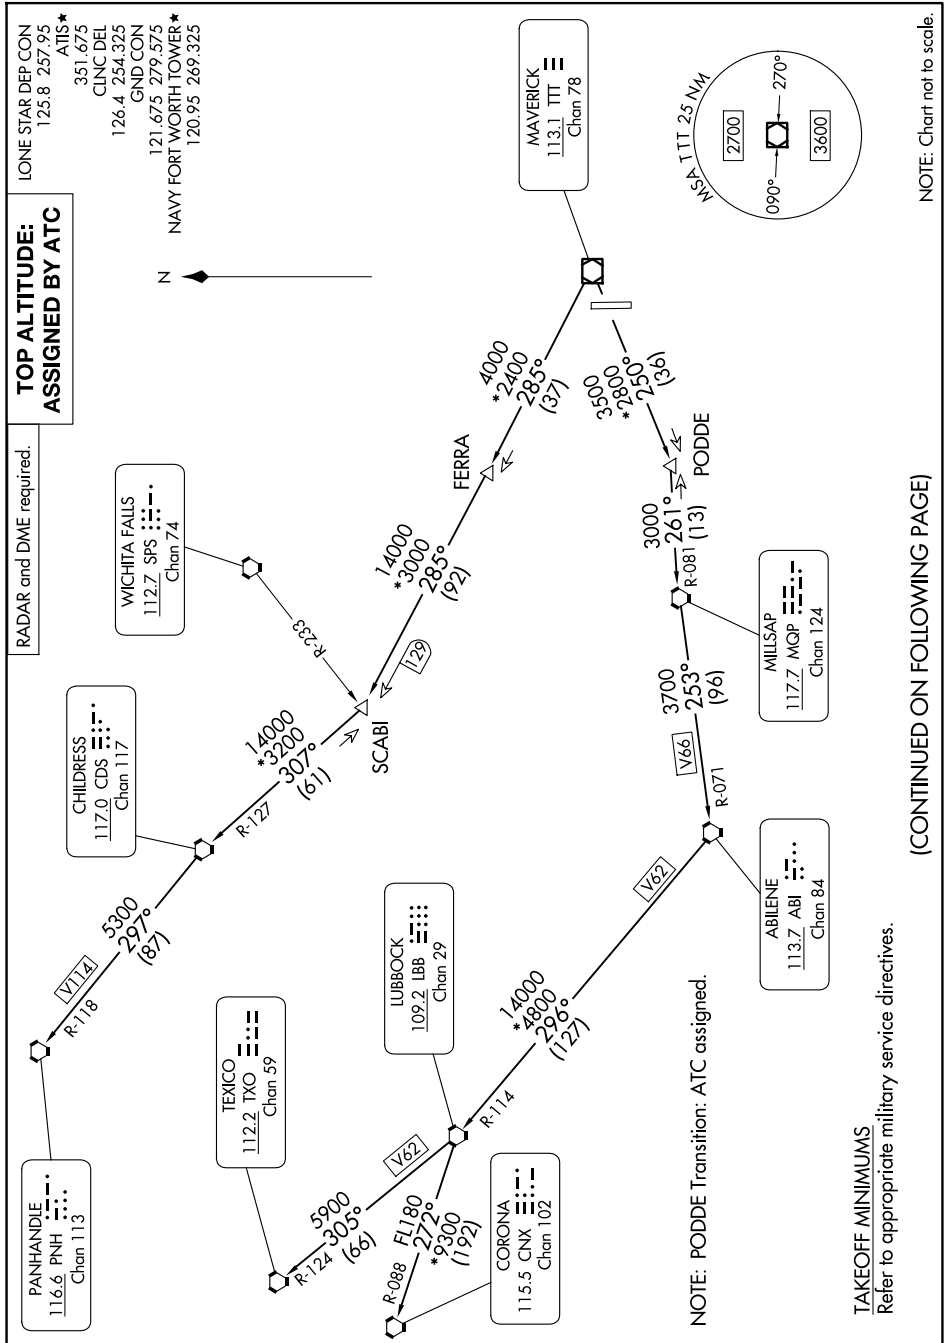 RADAR and DME required.
TOP ALTITUDE:
ASSIGNED BY ATC
LONE STAR DEP CON
125.8 257.95
ATIS★
351.675
CLNC DEL
126.4 254.325
GND CON
121.675 279.575
NAVY FORT WORTH TOWER★
120.95 269.325
N
PANHANDLE
116.6 PNH
Chan 113
R-118
V114
5300
297°
(87)
CHILDRESS
117.0 CDS
Chan 117
R-127
14000
*3200
307°
(61)
WICHITA FALLS
112.7 SPS
Chan 74
R-233
SCABI
129
14000
*3000
285°
(92)
FERRA
4000
*2400
285°
(37)
MAVERICK
113.1 TTT
Chan 78
TEXICO
112.2 TXO
Chan 59
R-124
5900
305°
(66)
V62
LUBBOCK
109.2 LBB
Chan 29
R-088
FL180
272°
*9300
(192)
CORONA
115.5 CNX
Chan 102
R-114
14000
*4800
296°
(127)
V62
ABILENE
113.7 ABI
Chan 84
R-071
V66
3700
253°
(96)
MILLSAP
117.7 MQP
Chan 124
R-081
3000
261°
(13)
PODDE
3500
*2800
250°
(36)
MSA TTT 25 NM
2700
090°
270°
3600
NOTE: PODDE Transition: ATC assigned.
TAKEOFF MINIMUMS
Refer to appropriate military service directives.
(CONTINUED ON FOLLOWING PAGE)
NOTE: Chart not to scale.